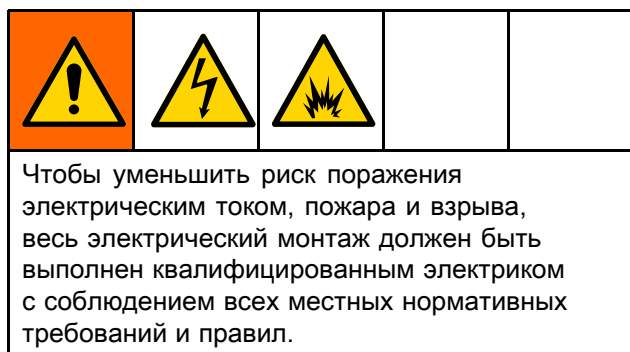 Чтобы уменьшить риск поражения
электрическим током, пожара и взрыва,
весь электрический монтаж должен быть
выполнен квалифицированным электриком
с соблюдением всех местных нормативных
требований и правил.